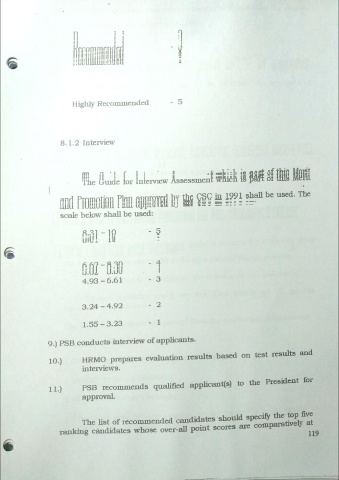 Recommended
Highly Recommended - 5
8.1.2 Interview
The Guide for Interview Assessment which is part of this Merit
and Promotion Plan approved by the CSC in 1991 shall be used. The
scale below shall be used:
8.31 - 10 - 5
6.62 - 8.30 - 4
4.93 - 6.61 - 3
3.24 - 4.92 - 2
1.55 - 3.23 - 1
9.) PSB conducts interview of applicants.
10.) HRMO prepares evaluation results based on test results and
interviews.
11.) PSB recommends qualified applicant(s) to the President for
approval.
The list of recommended candidates should specify the top five
ranking candidates whose over-all point scores are comparatively at
119